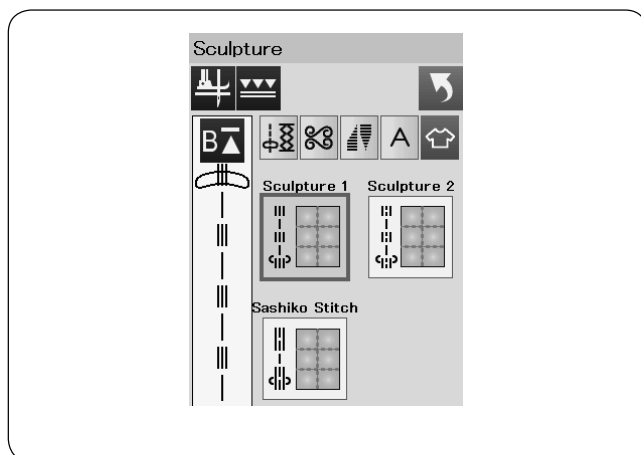 Sculpture
B
A
Sculpture 1 Sculpture 2
Sashiko Stitch